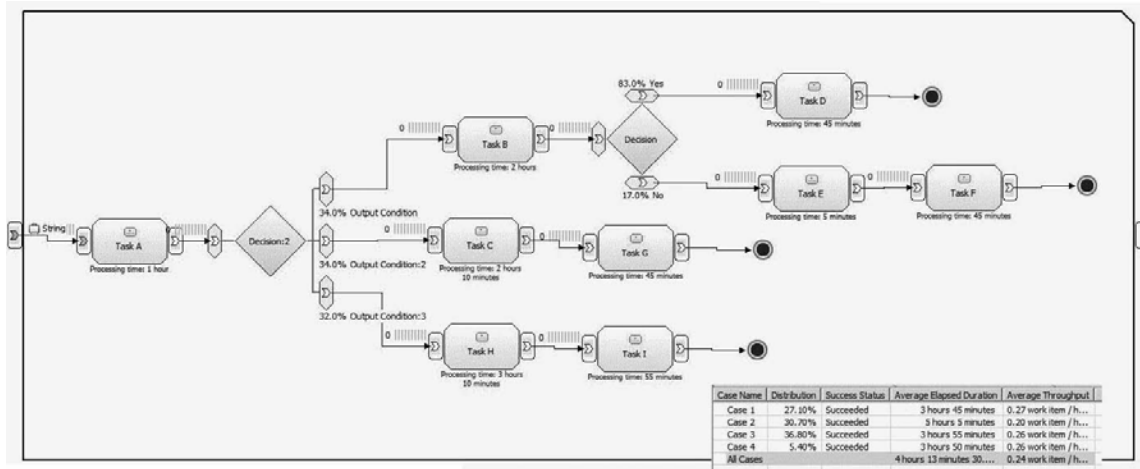 83.0% Yes
0
Task D
Processing time: 45 minutes
0
Task B
Processing time: 2 hours
Decision
17.0% No
0
Task E
Processing time: 5 minutes
0
Task F
Processing time: 45 minutes
34.0% Output Condition
String
Task A
Processing time: 1 hour
Decision:2
0
Task C
Processing time: 2 hours
10 minutes
0
Task G
Processing time: 45 minutes
34.0% Output Condition:2
32.0% Output Condition:3
0
Task H
Processing time: 3 hours
10 minutes
0
Task I
Processing time: 55 minutes
Case Name Distribution Success Status Average Elapsed Duration Average Throughput
Case 1 27.10% Succeeded 3 hours 45 minutes 0.27 work item / h...
Case 2 30.70% Succeeded 5 hours 5 minutes 0.20 work item / h...
Case 3 36.80% Succeeded 3 hours 55 minutes 0.26 work item / h...
Case 4 5.40% Succeeded 3 hours 50 minutes 0.26 work item / h...
All Cases 4 hours 13 minutes 30.... 0.24 work item / h...